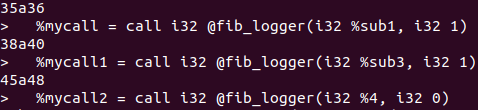 35a36
>   %mycall = call i32 @fib_logger(i32 %sub1, i32 1)
38a40
>   %mycall1 = call i32 @fib_logger(i32 %sub3, i32 1)
45a48
>   %mycall2 = call i32 @fib_logger(i32 %4, i32 0)